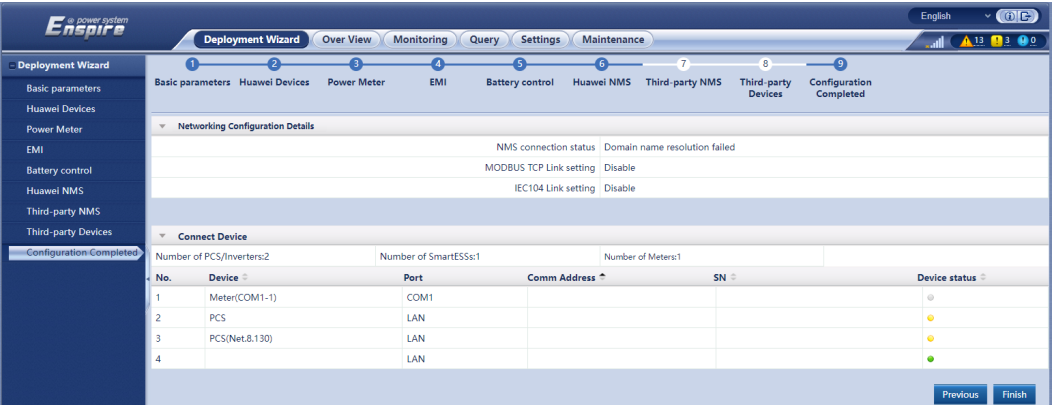 @ power system
Enspire
English
Deployment Wizard
Over View
Monitoring
Query
Settings
Maintenance
13
3
0
Deployment Wizard
Basic parameters
Huawei Devices
Power Meter
EMI
Battery control
Huawei NMS
Third-party NMS
Third-party Devices
Configuration Completed
1
2
3
4
5
6
7
8
9
Basic parameters
Huawei Devices
Power Meter
EMI
Battery control
Huawei NMS
Third-party NMS
Third-party
Devices
Configuration
Completed
Networking Configuration Details
NMS connection status Domain name resolution failed
MODBUS TCP Link setting Disable
IEC104 Link setting Disable
Connect Device
Number of PCS/Inverters:2 Number of SmartESSs:1 Number of Meters:1
No. Device Port Comm Address SN Device status
1 Meter(COM1-1) COM1
2 PCS LAN
3 PCS(Net.8.130) LAN
4 LAN
Previous Finish